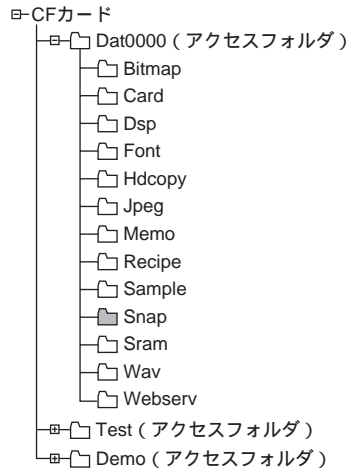 CFカード
Dat0000（アクセスフォルダ）
Bitmap
Card
Dsp
Font
Hdcopy
Jpeg
Memo
Recipe
Sample
Snap
Sram
Wav
Webserv
Test（アクセスフォルダ）
Demo（アクセスフォルダ）